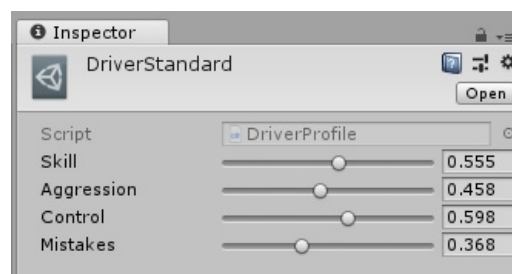 Inspector
DriverStandard
Open
Script DriverProfile
Skill 0.555
Aggression 0.458
Control 0.598
Mistakes 0.368